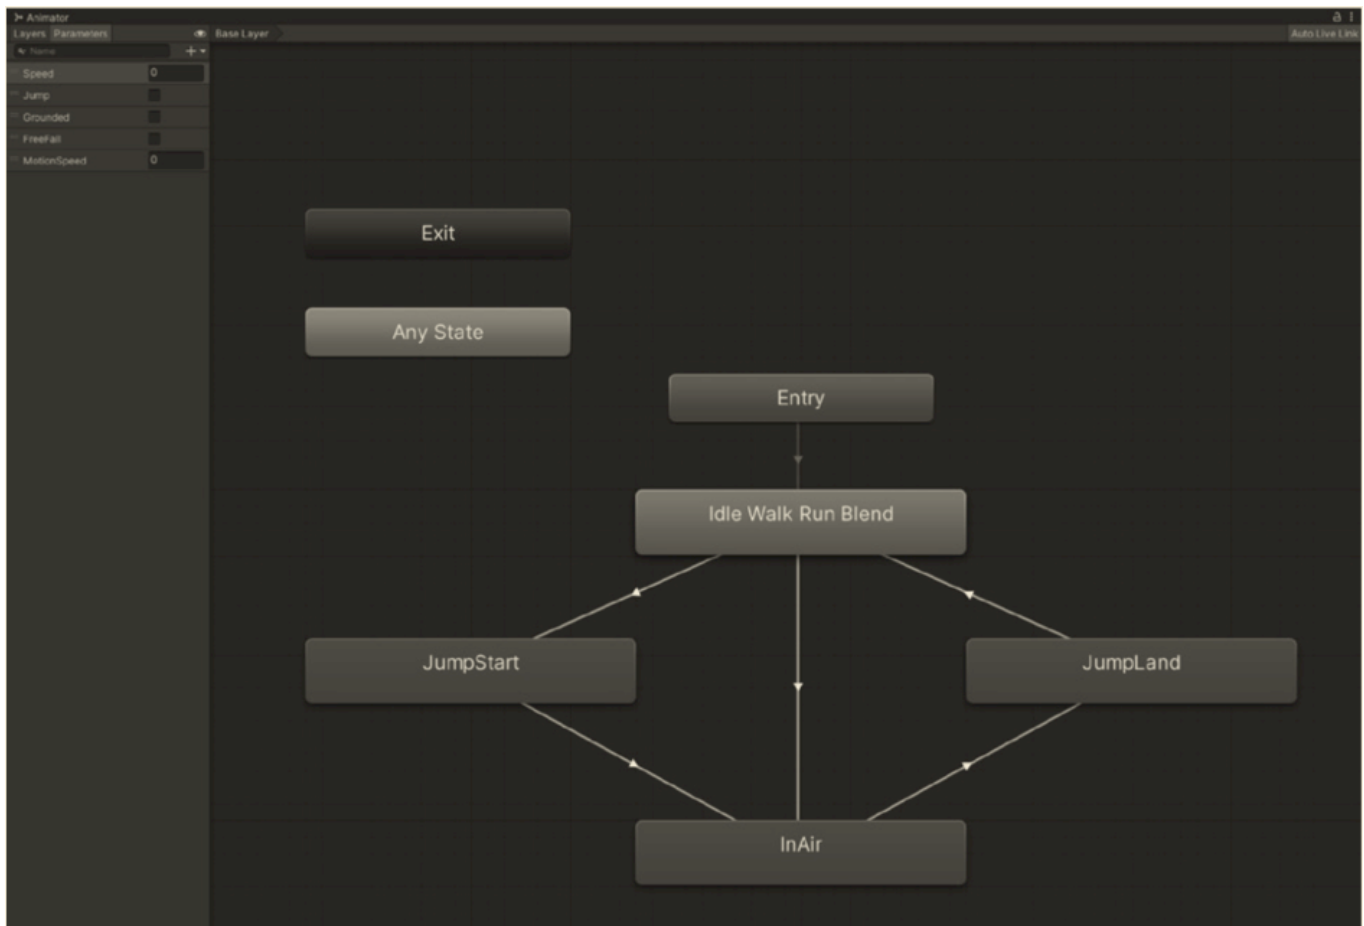 Animator
Layers Parameters Base Layer Auto Live Link
Name
Speed 0
Jump
Grounded
FreeFall
MotionSpeed 0
Exit
Any State
Entry
Idle Walk Run Blend
JumpStart
JumpLand
InAir